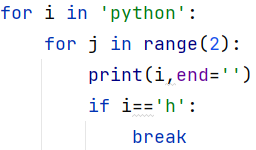 for i in 'python':
    for j in range(2):
        print(i,end='')
        if i=='h':
            break